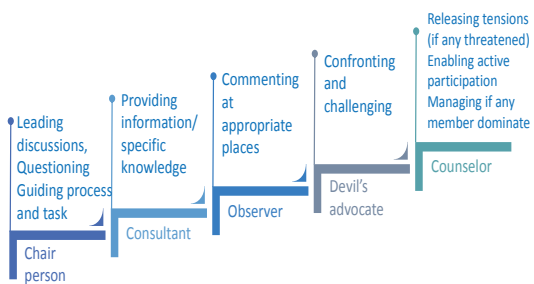 Leading
discussions,
Questioning
Guiding process
and task
Chair
person
Providing
information/
specific
knowledge
Consultant
Commenting
at
appropriate
places
Observer
Confronting
and
challenging
Devil's
advocate
Releasing tensions
(if any threatened)
Enabling active
participation
Managing if any
member dominate
Counselor